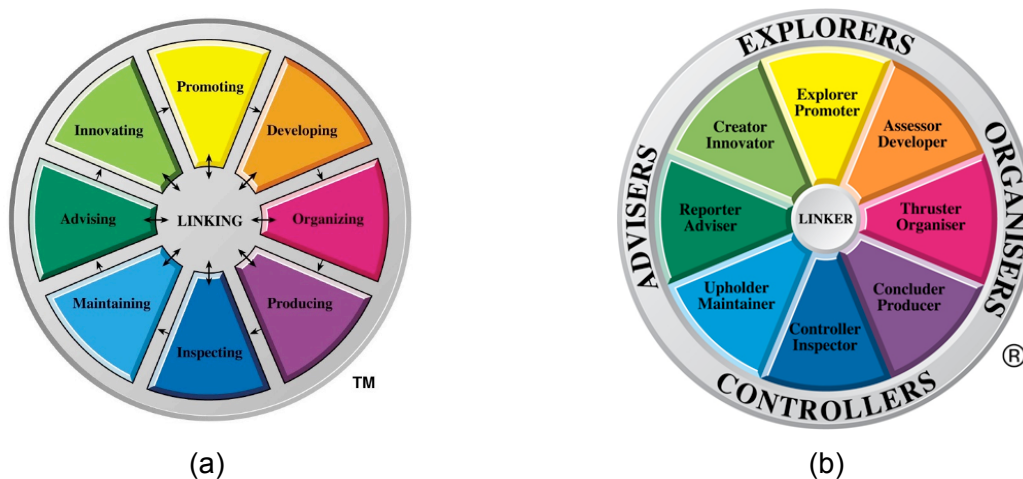 Promoting
Developing
Organizing
Producing
Inspecting
Maintaining
Advising
Innovating
LINKING
TM
(a)
EXPLORERS
ORGANISERS
CONTROLLERS
ADVISERS
Explorer
Promoter
Assessor
Developer
Thruster
Organiser
Concluder
Producer
Controller
Inspector
Upholder
Maintainer
Reporter
Adviser
Creator
Innovator
LINKER
®
(b)